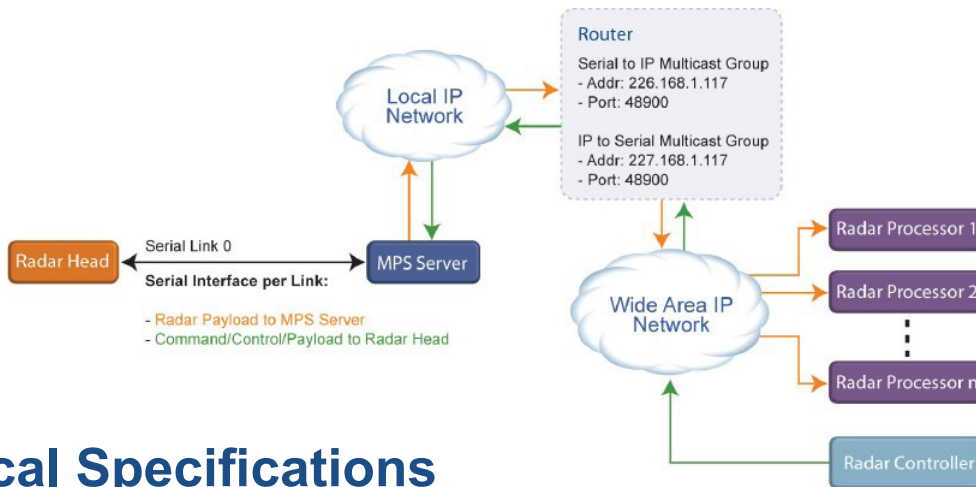 Router
Serial to IP Multicast Group
- Addr: 226.168.1.117
- Port: 48900
IP to Serial Multicast Group
- Addr: 227.168.1.117
- Port: 48900
Local IP
Network
Radar Head
Serial Link 0
MPS Server
Serial Interface per Link:
- Radar Payload to MPS Server
- Command/Control/Payload to Radar Head
Wide Area IP
Network
Radar Processor 1
Radar Processor 2
Radar Processor n
Radar Controller
cal Specifications